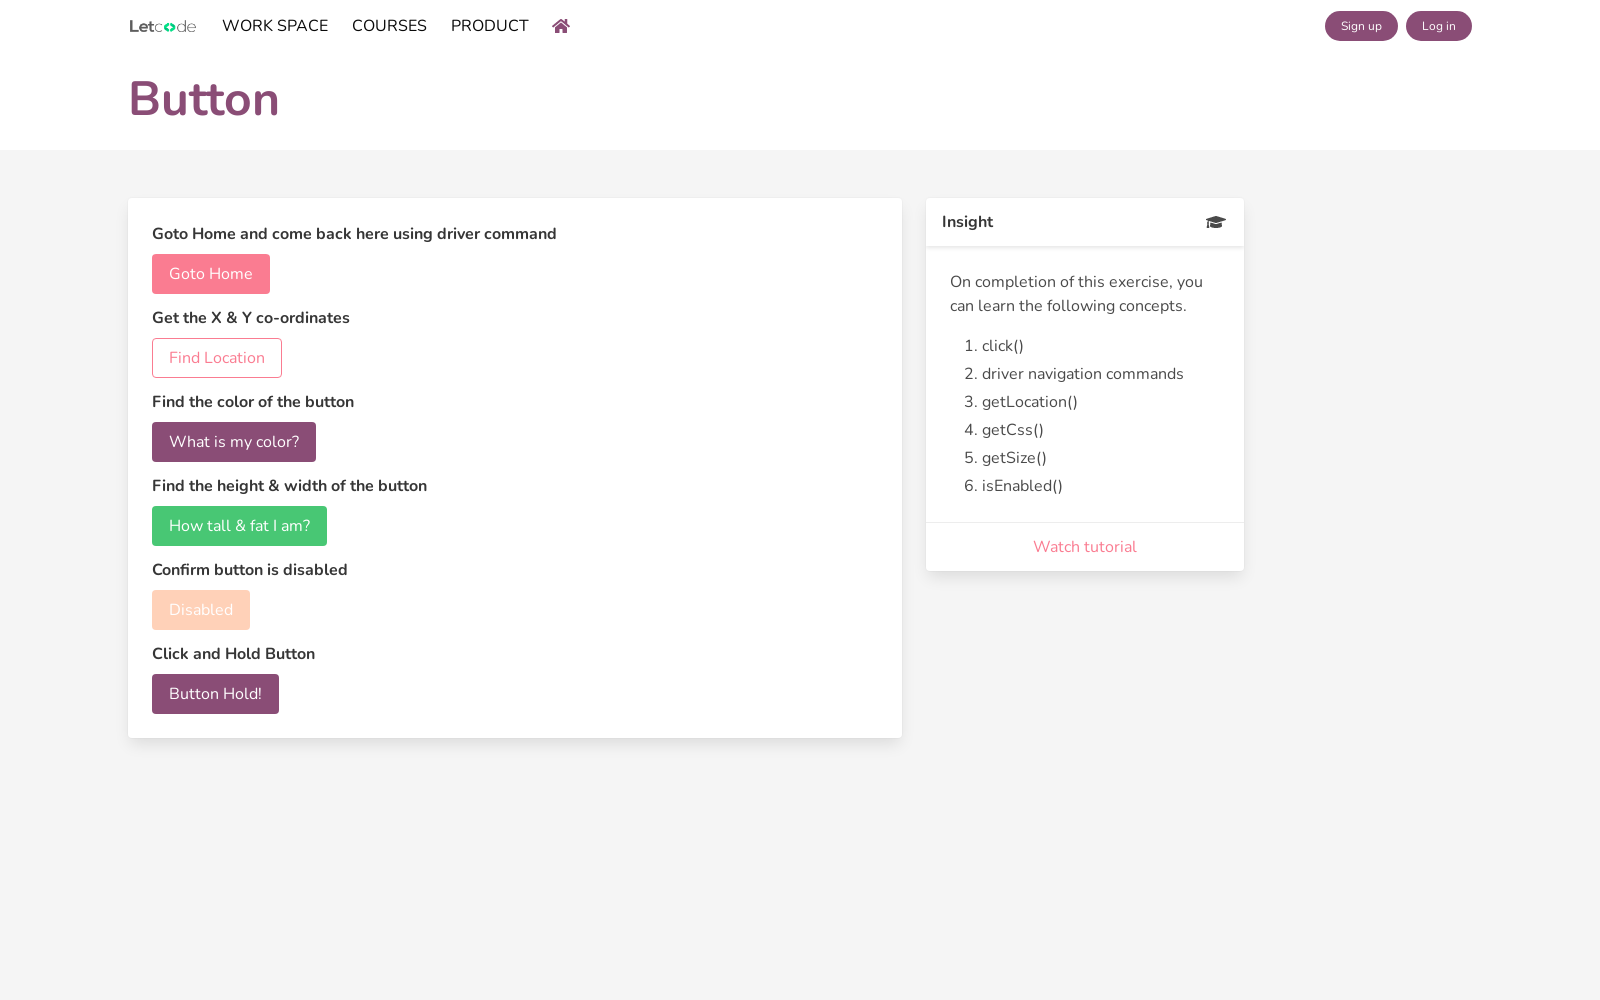 Letcode WORK SPACE COURSES PRODUCT Sign up Log in
Button
Goto Home and come back here using driver command
Goto Home
Get the X & Y co-ordinates
Find Location
Find the color of the button
What is my color?
Find the height & width of the button
How tall & fat I am?
Confirm button is disabled
Disabled
Click and Hold Button
Button Hold!
Insight
On completion of this exercise, you
can learn the following concepts.
1. click()
2. driver navigation commands
3. getLocation()
4. getCss()
5. getSize()
6. isEnabled()
Watch tutorial